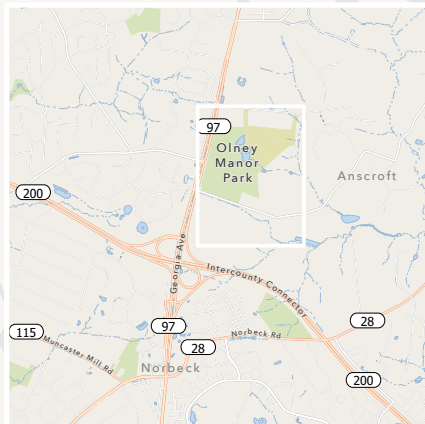 97
Olney
Manor
Park
Anscroft
200
Georgia Ave
Intercounty Connector
97
28
115
Norbeck Rd
28
Muncaster Mill Rd
Norbeck
200